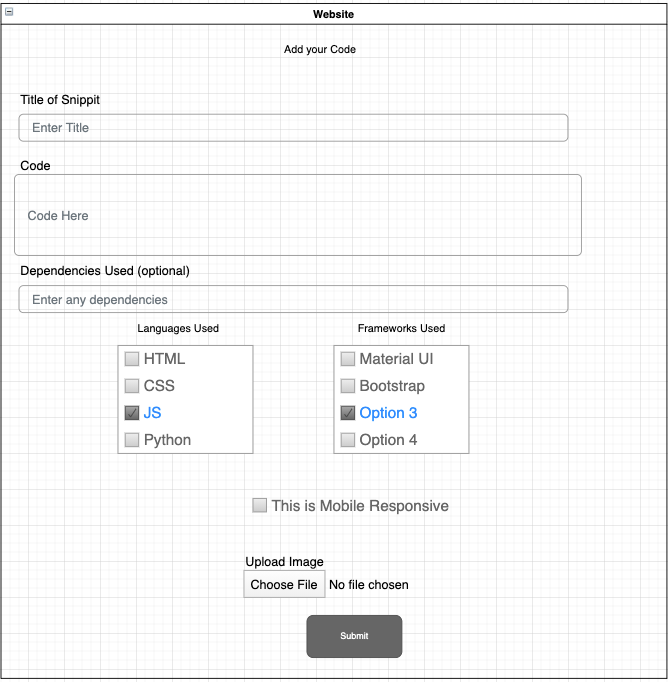 Website
Add your Code
Title of Snippit
Enter Title
Code
Code Here
Dependencies Used (optional)
Enter any dependencies
Languages Used
HTML
CSS
JS
Python
Frameworks Used
Material UI
Bootstrap
Option 3
Option 4
This is Mobile Responsive
Upload Image
Choose File No file chosen
Submit